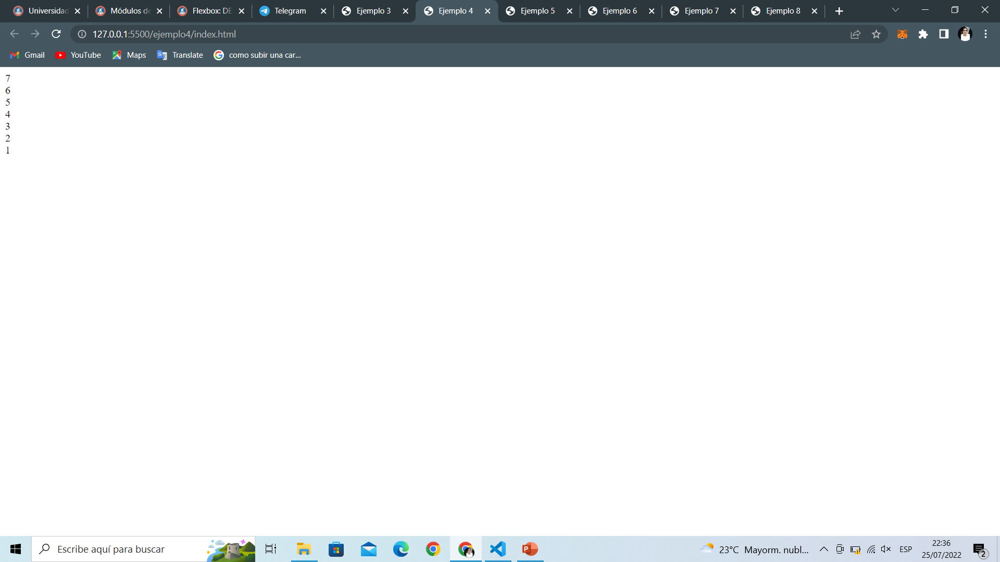 Universidad
Módulos de
Flexbox: DE
Telegram
Ejemplo 3
Ejemplo 4
Ejemplo 5
Ejemplo 6
Ejemplo 7
Ejemplo 8
127.0.0.1:5500/ejemplo4/index.html
Gmail
YouTube
Maps
Translate
como subir una car...
7
6
5
4
3
2
1
Escribe aquí para buscar
23°C Mayorm. nubl...
ESP
22:36
25/07/2022
2